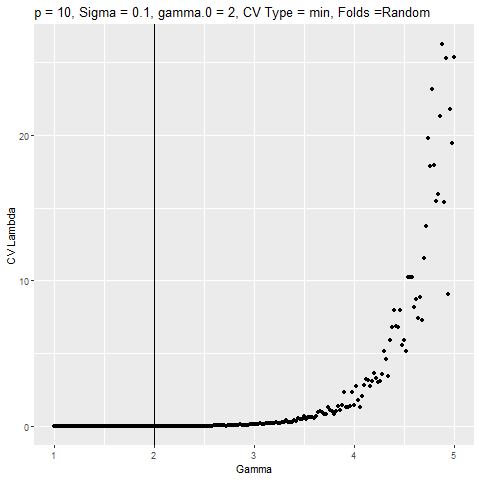 p = 10, Sigma = 0.1, gamma.0 = 2, CV Type = min, Folds =Random
20
10
0
CV Lambda
1 2 3 4 5
Gamma